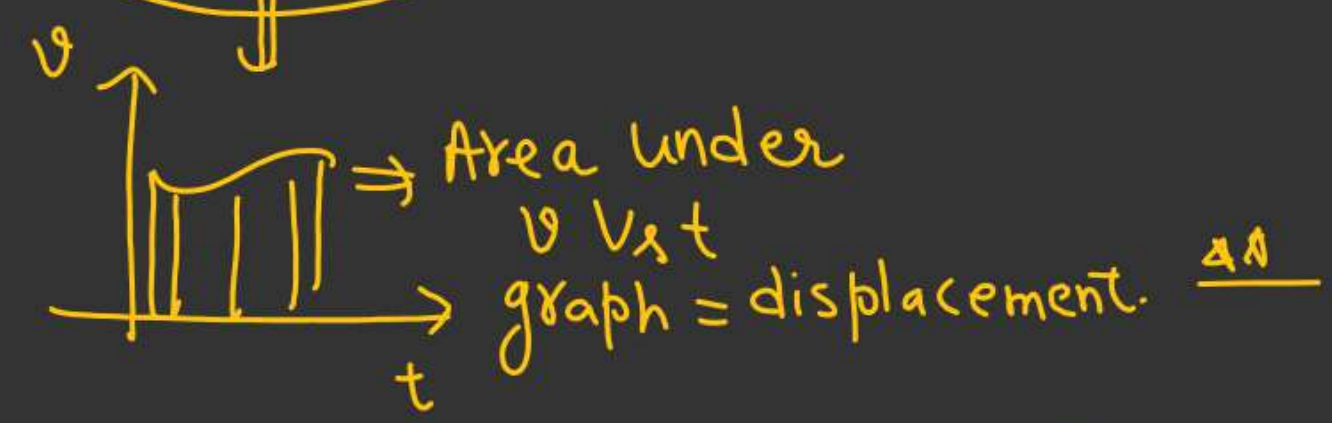 v
⇒ Area under
v Vs t
graph = displacement.
t